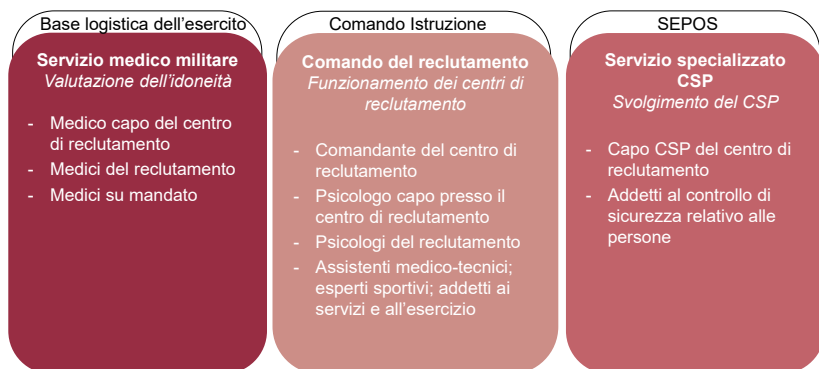 Base logistica dell'esercito
Servizio medico militare
Valutazione dell'idoneità
- Medico capo del centro
di reclutamento
- Medici del reclutamento
- Medici su mandato
Comando Istruzione
Comando del reclutamento
Funzionamento dei centri di
reclutamento
- Comandante del centro di
reclutamento
- Psicologo capo presso il
centro di reclutamento
- Psicologi del reclutamento
- Assistenti medico-tecnici;
esperti sportivi; addetti ai
servizi e all'esercizio
SEPOS
Servizio specializzato
CSP
Svolgimento del CSP
- Capo CSP del centro di
reclutamento
- Addetti al controllo di
sicurezza relativo alle
persone